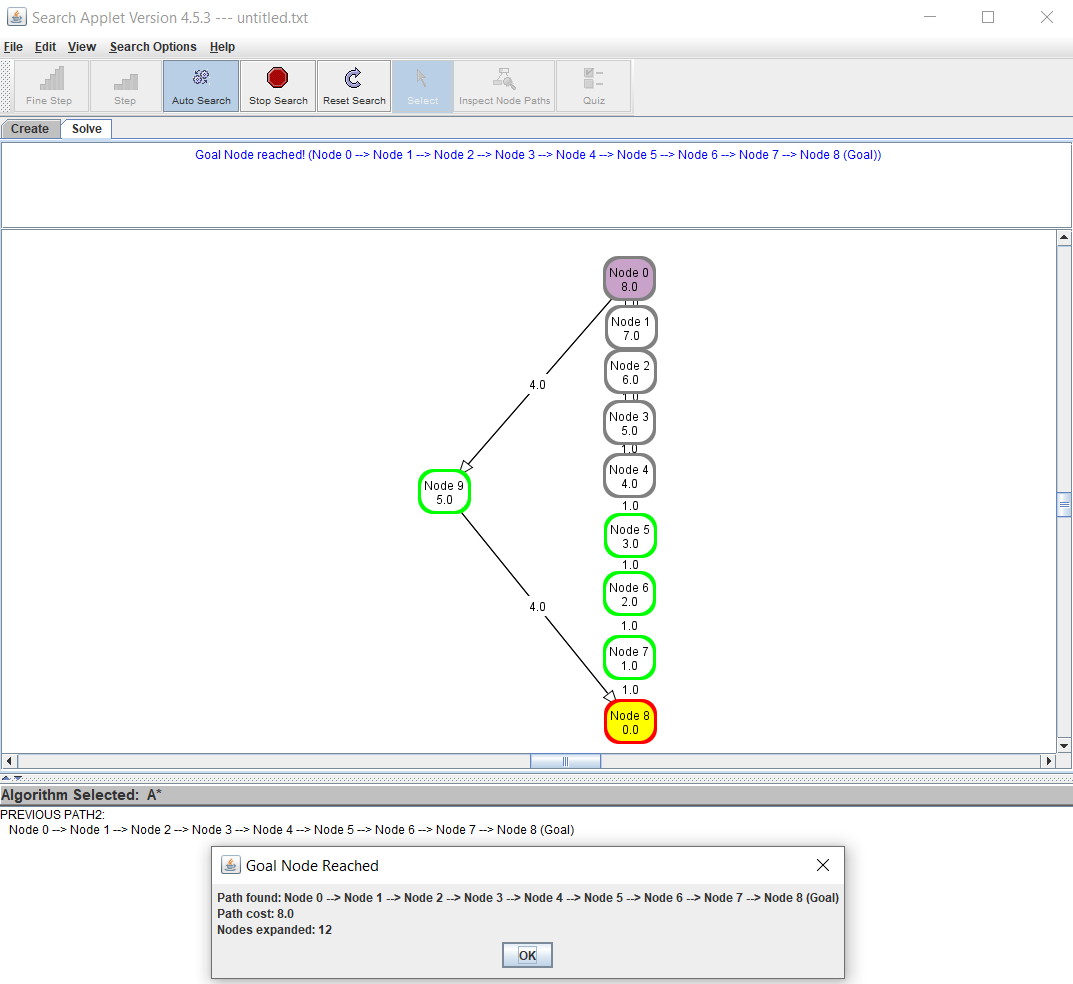 Search Applet Version 4.5.3 --- untitled.txt
File Edit View Search Options Help
Fine Step Step Auto Search Stop Search Reset Search Select Inspect Node Paths Quiz
Create Solve
Goal Node reached! (Node 0 --> Node 1 --> Node 2 --> Node 3 --> Node 4 --> Node 5 --> Node 6 --> Node 7 --> Node 8 (Goal))
Node 0
8.0
1.0
Node 1
7.0
Node 2
6.0
4.0
1.0
Node 3
5.0
1.0
Node 4
4.0
Node 9
5.0
1.0
Node 5
3.0
1.0
Node 6
2.0
4.0
1.0
Node 7
1.0
1.0
Node 8
0.0
Algorithm Selected: A*
PREVIOUS PATH2:
Node 0 --> Node 1 --> Node 2 --> Node 3 --> Node 4 --> Node 5 --> Node 6 --> Node 7 --> Node 8 (Goal)
Goal Node Reached
Path found: Node 0 --> Node 1 --> Node 2 --> Node 3 --> Node 4 --> Node 5 --> Node 6 --> Node 7 --> Node 8 (Goal)
Path cost: 8.0
Nodes expanded: 12
OK